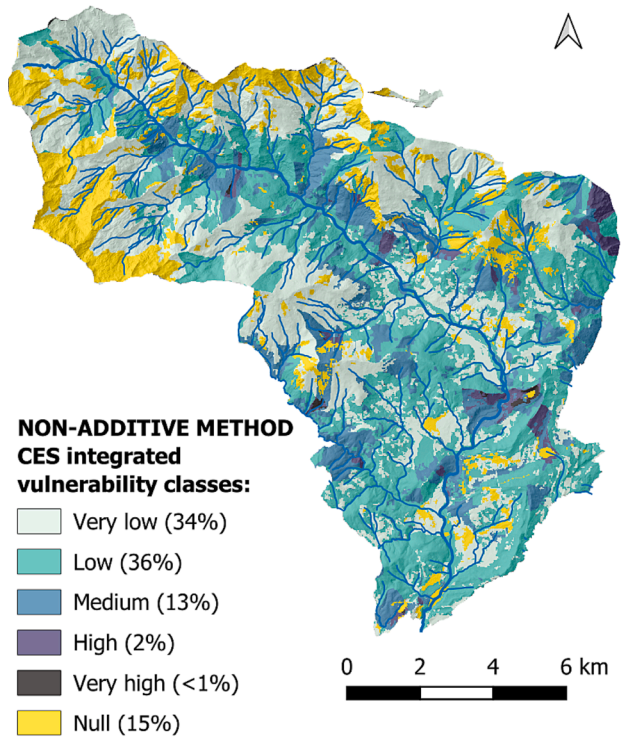 NON-ADDITIVE METHOD
CES integrated
vulnerability classes:
Very low (34%)
Low (36%)
Medium (13%)
High (2%)
Very high (<1%)
Null (15%)
0 2 4 6 km